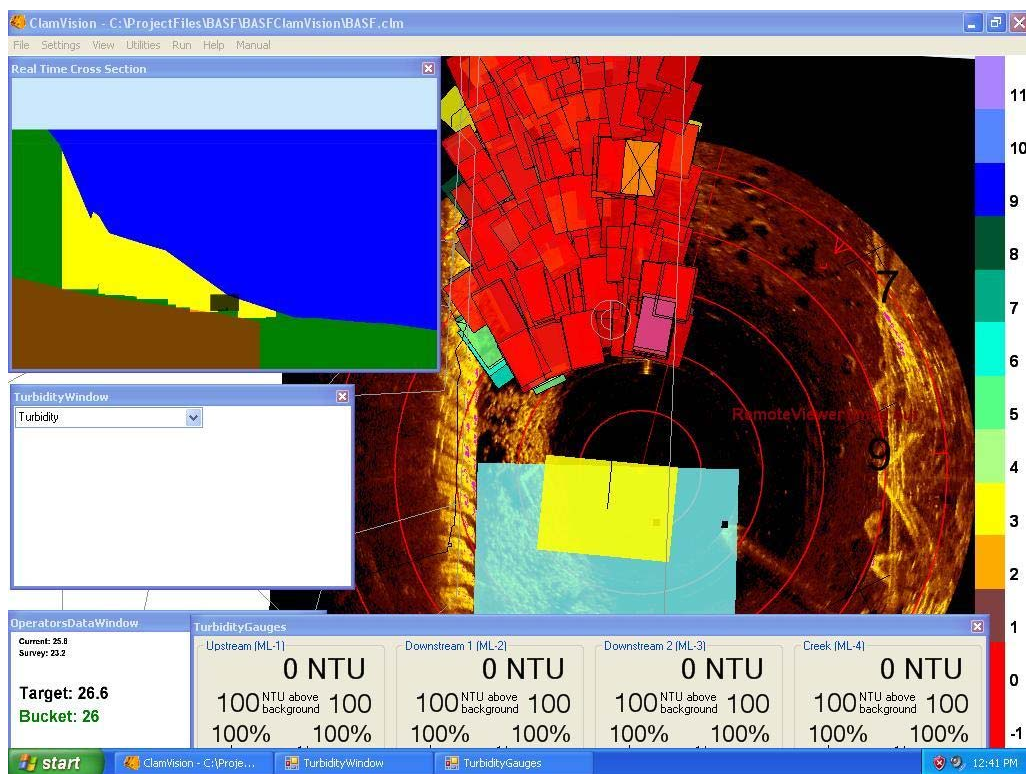 ClamVision - C:\ProjectFiles\BASF\BASFClamVision\BASF.clm
File Settings View Utilities Run Help Manual
Real Time Cross Section
11
10
9
8
7
6
5
4
3
2
1
0
-1
7
9
TurbidityWindow
Turbidity
OperatorsDataWindow
Current: 25.8
Survey: 23.2
Target: 26.6
Bucket: 26
TurbidityGauges
Upstream (ML-1)
0 NTU
100 NTU above background 100
100% 100%
Downstream 1 (ML-2)
0 NTU
100 NTU above background 100
100% 100%
Downstream 2 (ML-3)
0 NTU
100 NTU above background 100
100% 100%
Creek (ML-4)
0 NTU
100 NTU above background 100
100% 100%
start
ClamVision - C:\Proje...
TurbidityWindow
TurbidityGauges
12:41 PM